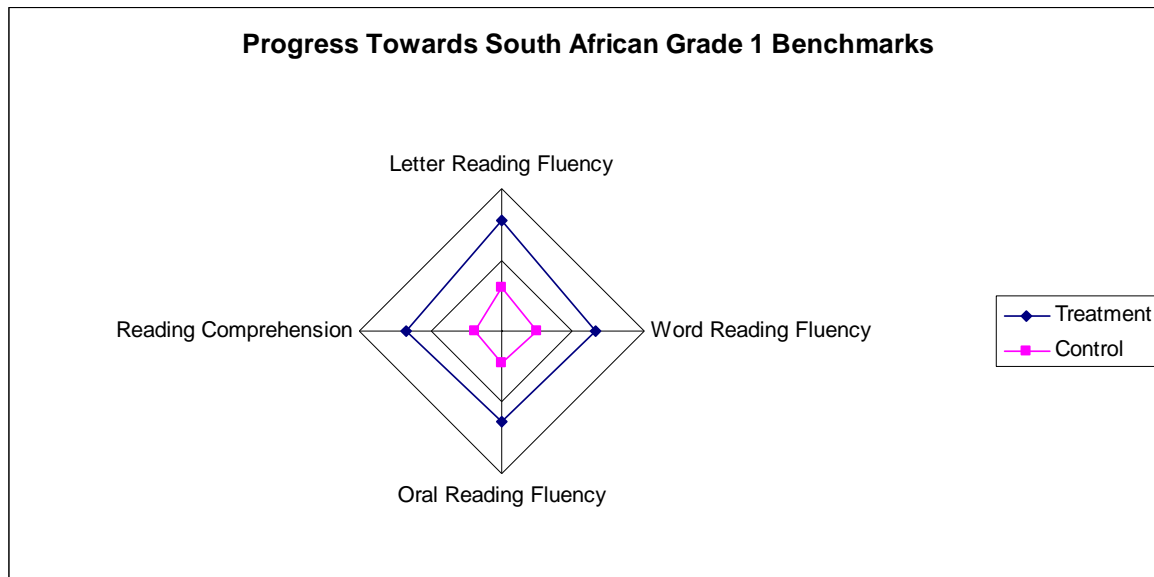 Progress Towards South African Grade 1 Benchmarks
Letter Reading Fluency
Reading Comprehension
Word Reading Fluency
Oral Reading Fluency
Treatment
Control